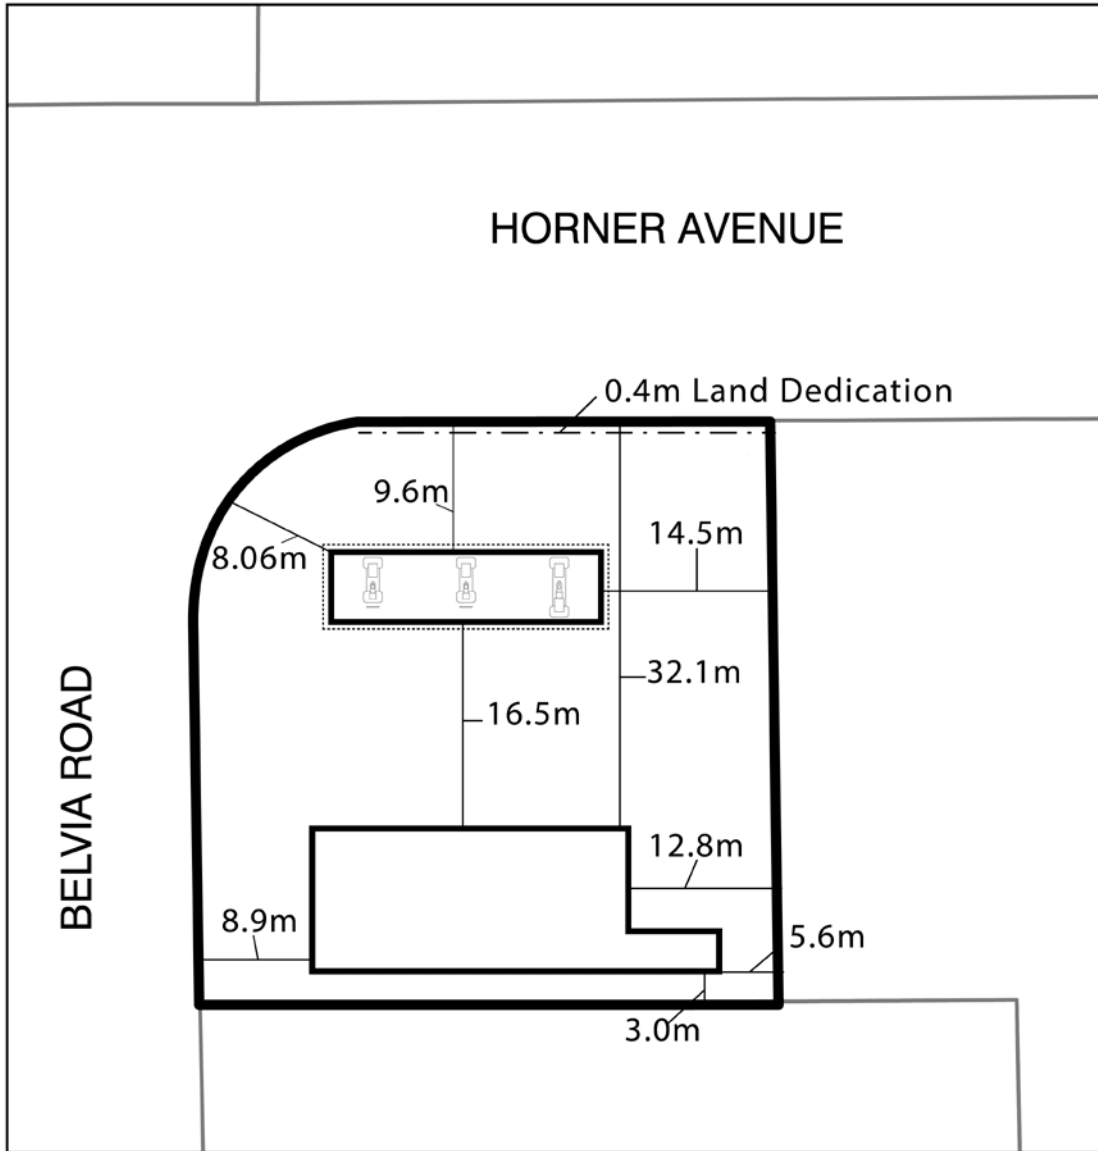 HORNER AVENUE
0.4m Land Dedication
9.6m
14.5m
8.06m
32.1m
16.5m
BELVIA ROAD
12.8m
8.9m
5.6m
3.0m